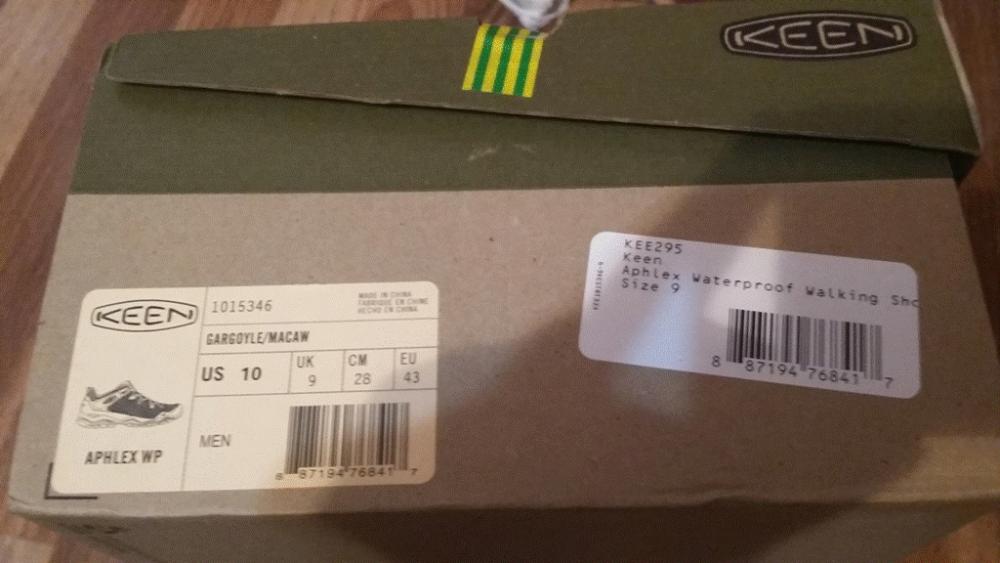 KEEN
KEE295
Keen
Aphlex Waterproof Walking Sho
Size 9
8 87194 76841 7
KEEN
1015346
MADE IN CHINA
FABRIQUE EN CHINE
HECHO EN CHINA
GARGOYLE/MACAW
US 10
UK 9
CM 28
EU 43
MEN
APHLEX WP
8 87194 76841 7